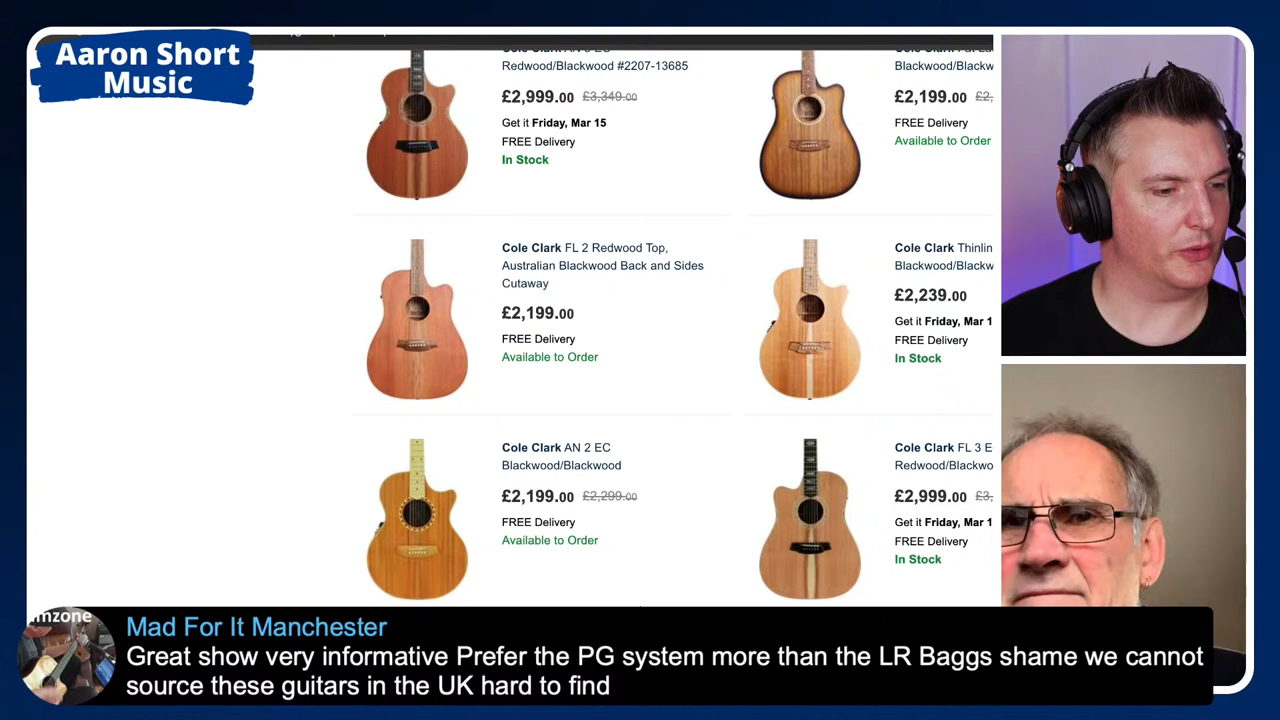 Aaron Short
Music
Redwood/Blackwood #2207-13685
£2,999.00 £3,349.00
Get it Friday, Mar 15
FREE Delivery
In Stock
Blackwood/Blackw
£2,199.00 £2,
FREE Delivery
Available to Order
Cole Clark FL 2 Redwood Top,
Australian Blackwood Back and Sides
Cutaway
£2,199.00
FREE Delivery
Available to Order
Cole Clark Thinlin
Blackwood/Blackw
£2,239.00
Get it Friday, Mar 1
FREE Delivery
In Stock
Cole Clark AN 2 EC
Blackwood/Blackwood
£2,199.00 £2,299.00
FREE Delivery
Available to Order
Cole Clark FL 3 E
Redwood/Blackwo
£2,999.00 £3,
Get it Friday, Mar 1
FREE Delivery
In Stock
mzone
Mad For It Manchester
Great show very informative Prefer the PG system more than the LR Baggs shame we cannot
source these guitars in the UK hard to find